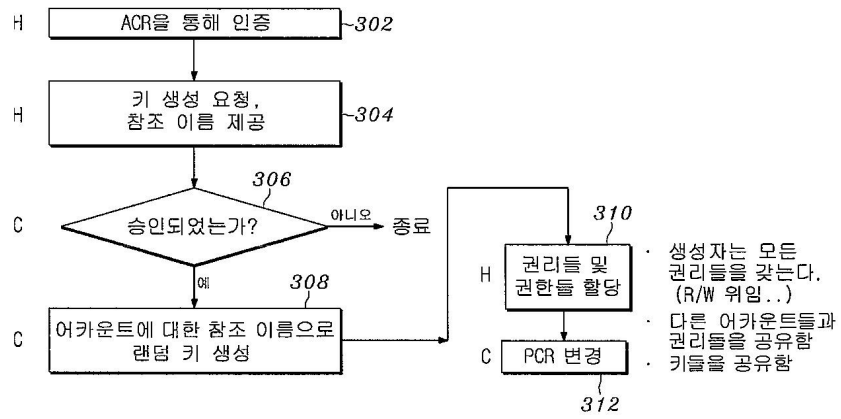 H ACR을 통해 인증 302
H 키 생성 요청,
참조 이름 제공 304
306
C 승인되었는가? 아니오 종료
예
308
C 어카운트에 대한 참조 이름으로
랜덤 키 생성
310
H 권리들 및
권한들 할당
C PCR 변경
312
· 생성자는 모든
권리들을 갖는다.
(R/W 위임..)
· 다른 어카운트들과
권리들을 공유함
· 키들을 공유함